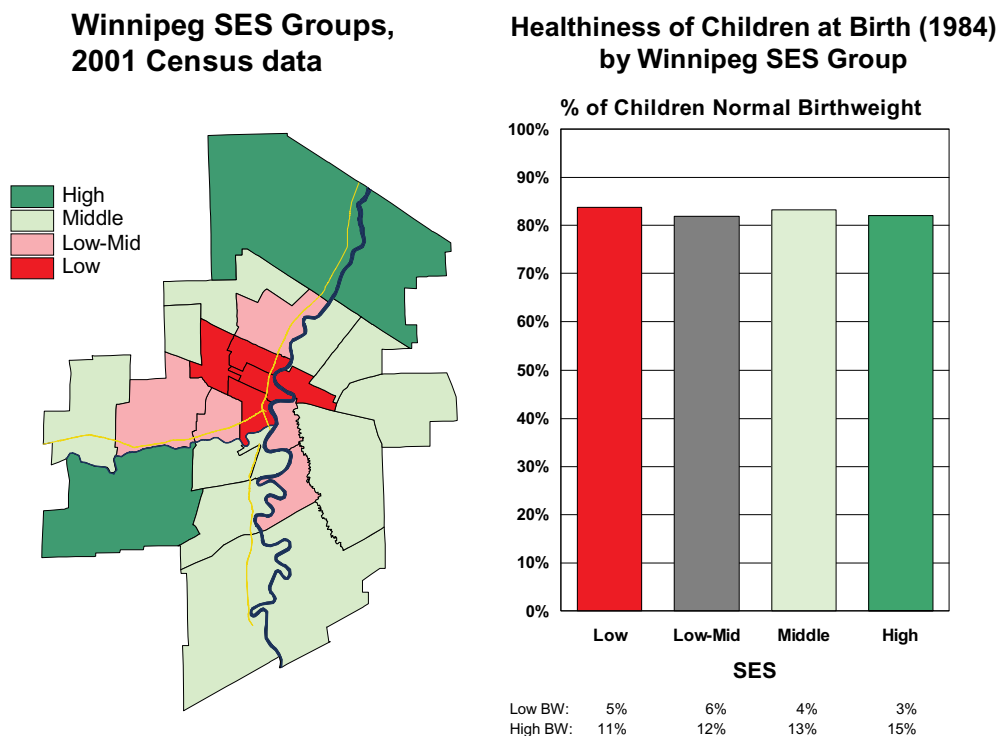 Winnipeg SES Groups,
2001 Census data
High
Middle
Low-Mid
Low
Healthiness of Children at Birth (1984)
by Winnipeg SES Group
% of Children Normal Birthweight
100%
90%
80%
70%
60%
50%
40%
30%
20%
10%
0%
Low Low-Mid Middle High
SES
Low BW: 5% 6% 4% 3%
High BW: 11% 12% 13% 15%